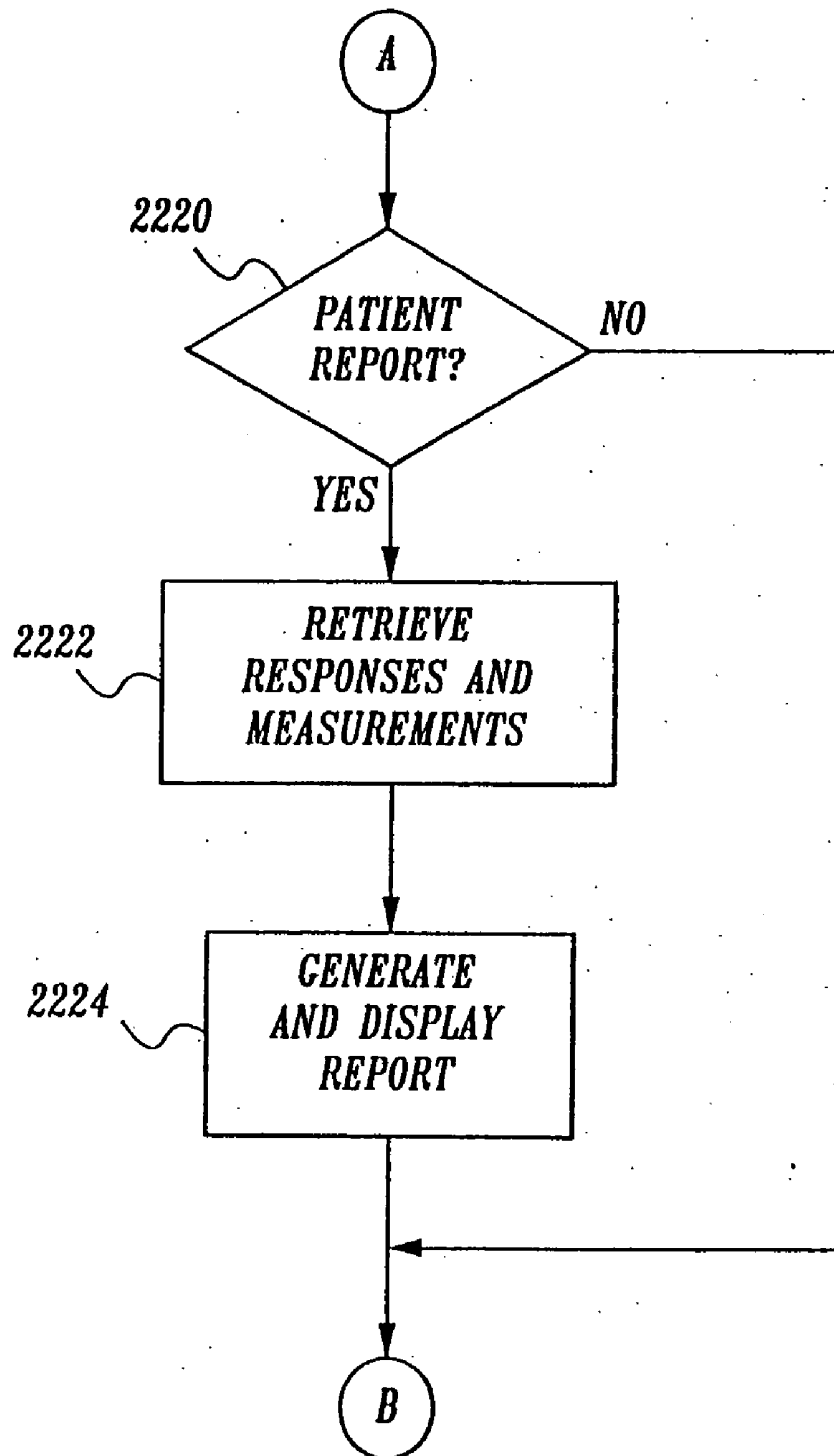 A
2220
PATIENT
REPORT?
NO
YES
2222
RETRIEVE
RESPONSES AND
MEASUREMENTS
2224
GENERATE
AND DISPLAY
REPORT
B